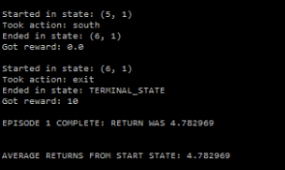 Started in state: (5, 1)
Took action: south
Ended in state: (6, 1)
Got reward: 0.0
Started in state: (6, 1)
Took action: exit
Ended in state: TERMINAL_STATE
Got reward: 10
EPISODE 1 COMPLETE: RETURN WAS 4.782969
AVERAGE RETURNS FROM START STATE: 4.782969